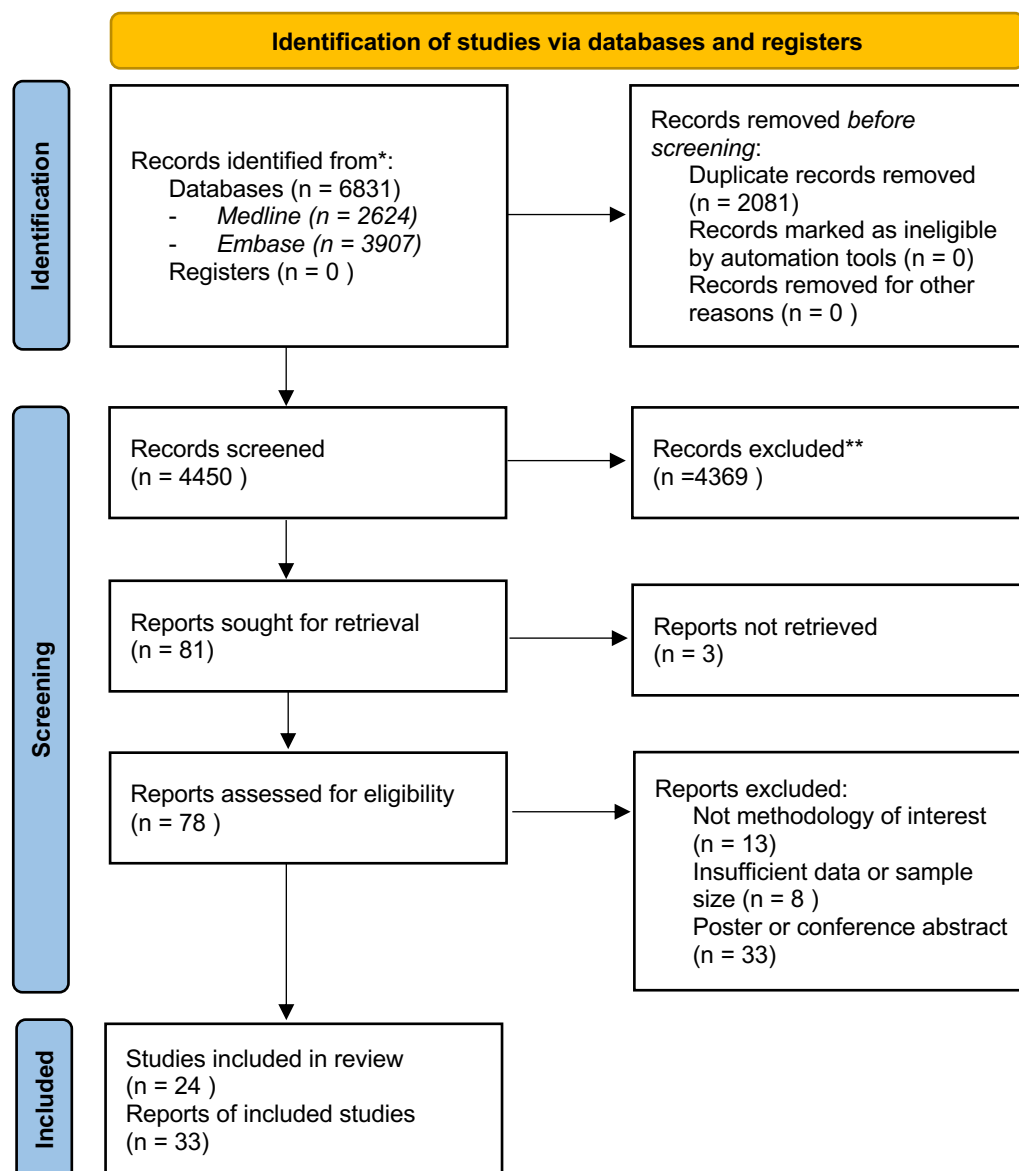 Identification of studies via databases and registers
Identification
Records identified from*:
Databases (n = 6831)
- Medline (n = 2624)
- Embase (n = 3907)
Registers (n = 0 )
Records removed before
screening:
Duplicate records removed
(n = 2081)
Records marked as ineligible
by automation tools (n = 0)
Records removed for other
reasons (n = 0 )
Screening
Records screened
(n = 4450 )
Records excluded**
(n =4369 )
Reports sought for retrieval
(n = 81)
Reports not retrieved
(n = 3)
Reports assessed for eligibility
(n = 78 )
Reports excluded:
Not methodology of interest
(n = 13)
Insufficient data or sample
size (n = 8 )
Poster or conference abstract
(n = 33)
Included
Studies included in review
(n = 24 )
Reports of included studies
(n = 33)